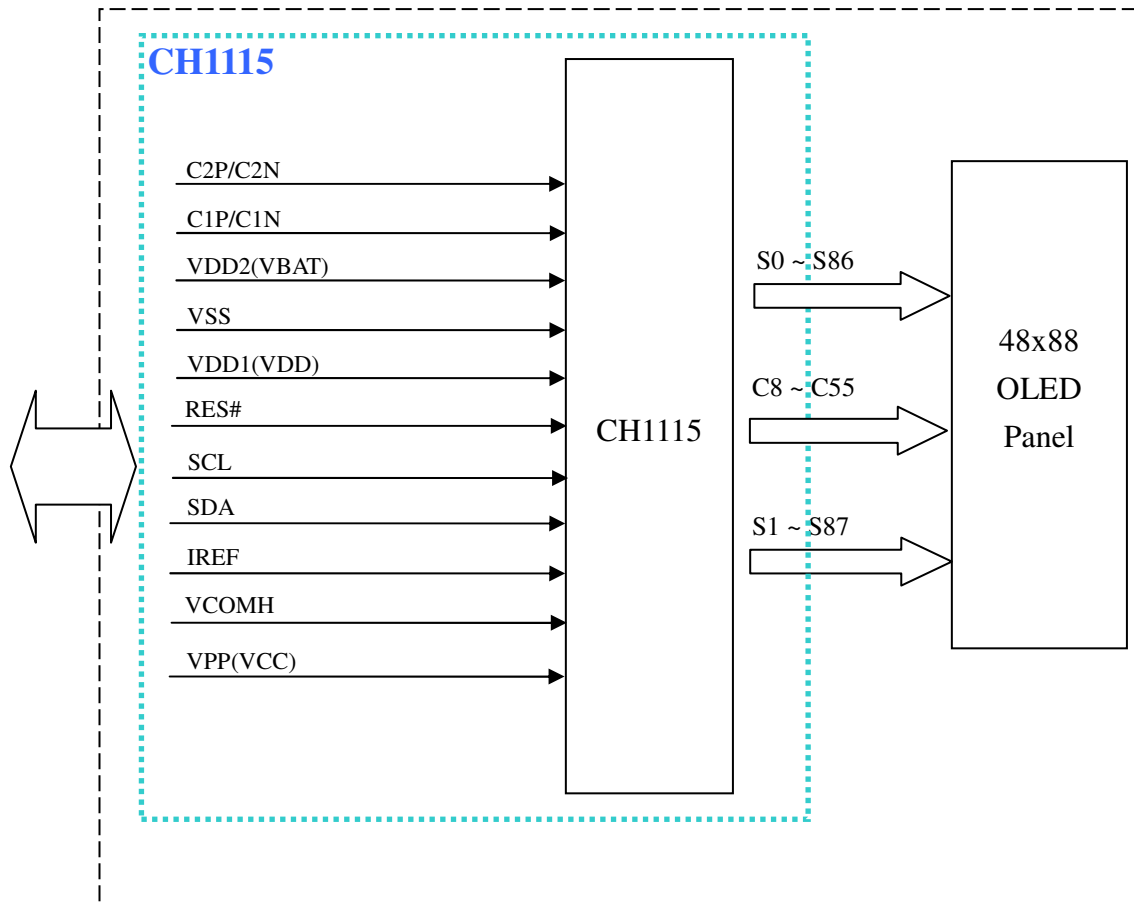 CH1115
C2P/C2N
C1P/C1N
VDD2(VBAT)
VSS
VDD1(VDD)
RES#
SCL
SDA
IREF
VCOMH
VPP(VCC)
CH1115
S0 ~ S86
C8 ~ C55
S1 ~ S87
48x88
OLED
Panel